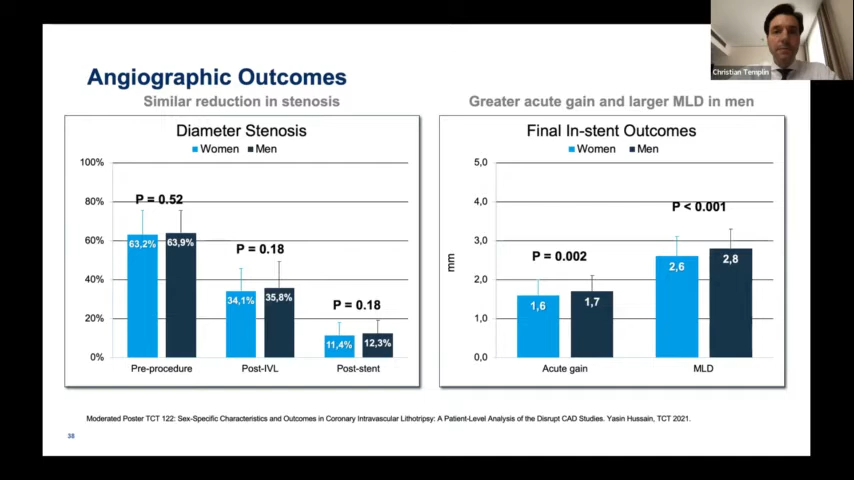 Christian Templin
Angiographic Outcomes
Similar reduction in stenosis
Diameter Stenosis
Women Men
100%
80%
60%
40%
20%
0%
P = 0.52
63,2% 63,9%
P = 0.18
34,1% 35,8%
P = 0.18
11,4% 12,3%
Pre-procedure Post-IVL Post-stent
Greater acute gain and larger MLD in men
Final In-stent Outcomes
Women Men
5,0
4,0
3,0
2,0
1,0
0,0
mm
P = 0.002
1,6 1,7
P < 0.001
2,6 2,8
Acute gain MLD
Moderated Poster TCT 122: Sex-Specific Characteristics and Outcomes in Coronary Intravascular Lithotripsy: A Patient-Level Analysis of the Disrupt CAD Studies. Yasin Hussain, TCT 2021.
38